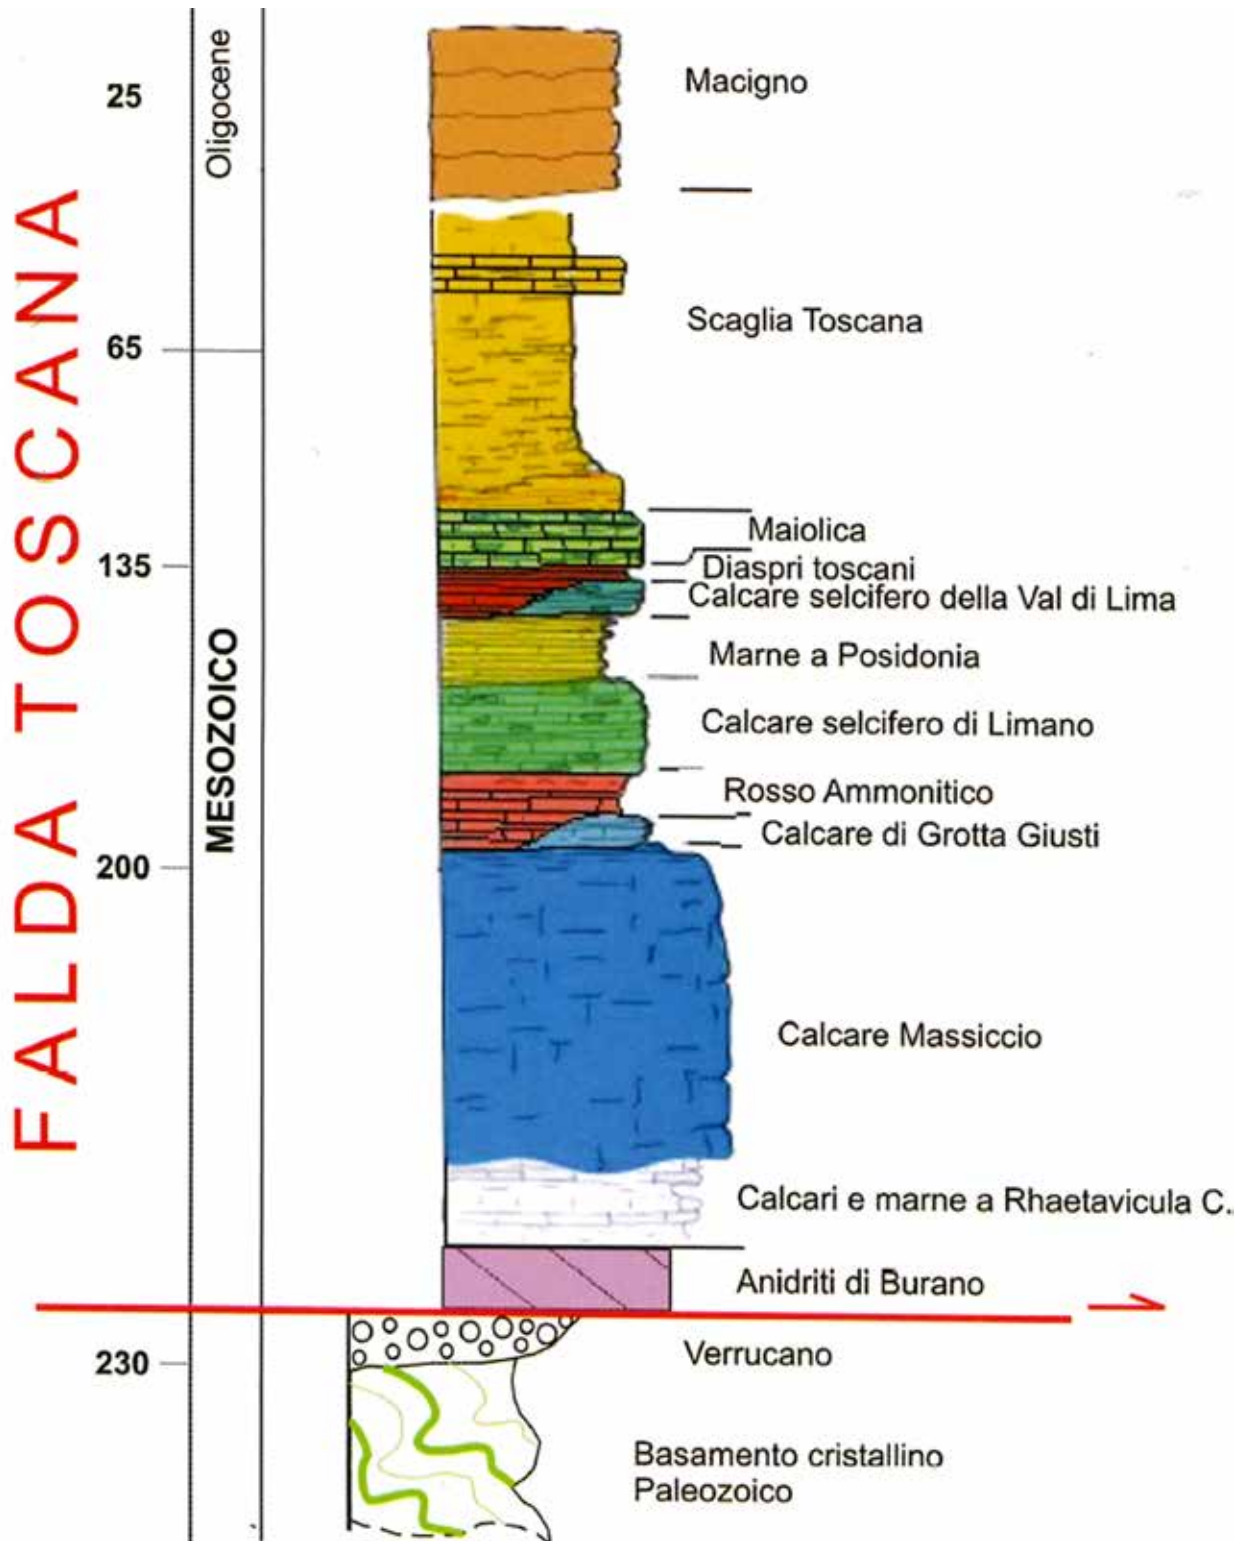 FALDA TOSCANA
Oligocene
25
Macigno
Scaglia Toscana
65
Maiolica
135
Diaspri toscani
Calcare selcifero della Val di Lima
Marne a Posidonia
MESOZOICO
Calcare selcifero di Limano
Rosso Ammonitico
Calcare di Grotta Giusti
200
Calcare Massiccio
Calcari e marne a Rhaetavicula C.
Anidriti di Burano
Verrucano
230
Basamento cristallino
Paleozoico